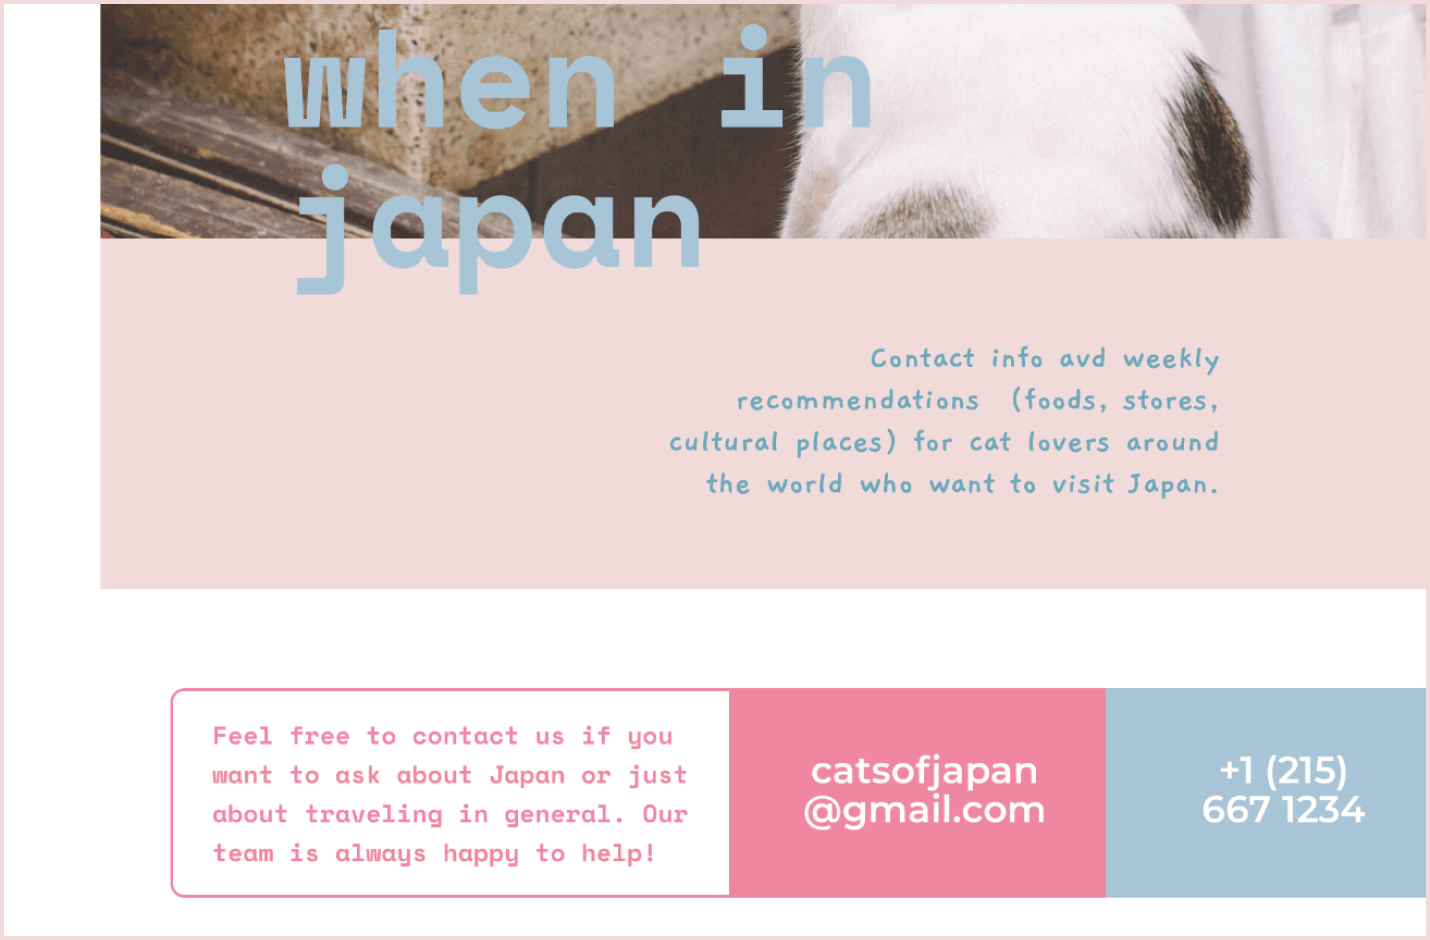 when in
japan
Contact info avd weekly
recommendations (foods, stores,
cultural places) for cat lovers around
the world who want to visit Japan.
Feel free to contact us if you
want to ask about Japan or just
about traveling in general. Our
team is always happy to help!
catsofjapan
@gmail.com
+1 (215)
667 1234